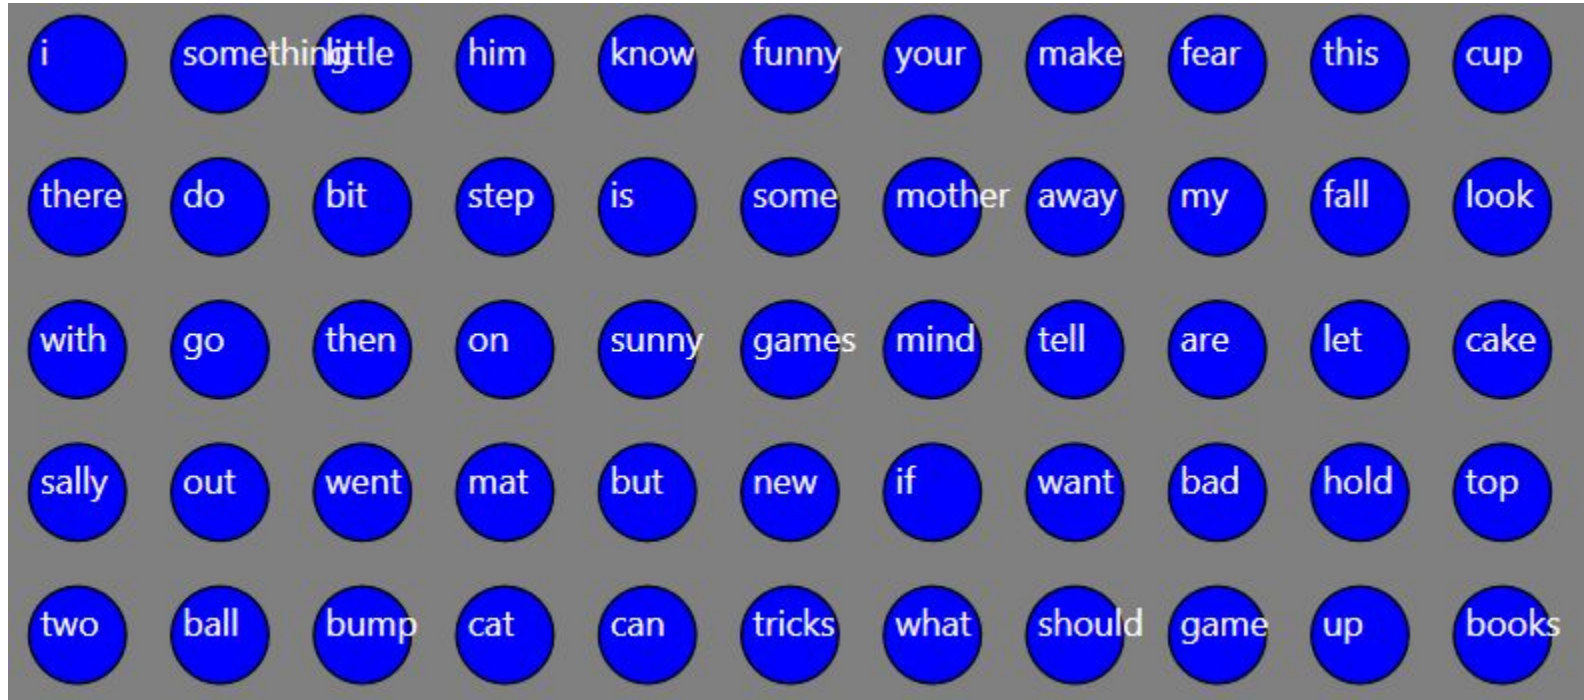 i something little him know funny your make fear this cup
there do bit step is some mother away my fall look
with go then on sunny games mind tell are let cake
sally out went mat but new if want bad hold top
two ball bump cat can tricks what should game up books